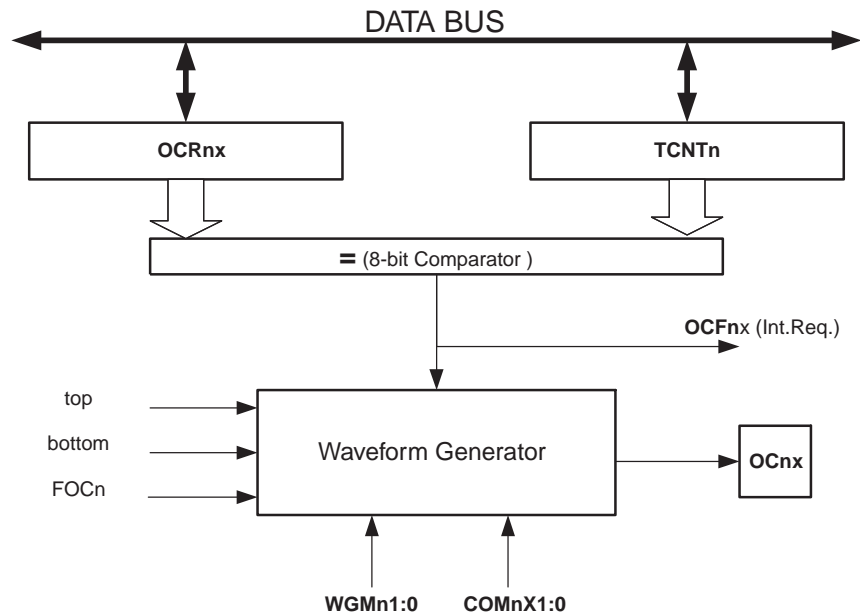 DATA BUS
OCRnx
TCNTn
= (8-bit Comparator )
OCFnx (Int.Req.)
top
bottom
FOCn
Waveform Generator
OCnx
WGMn1:0
COMnX1:0